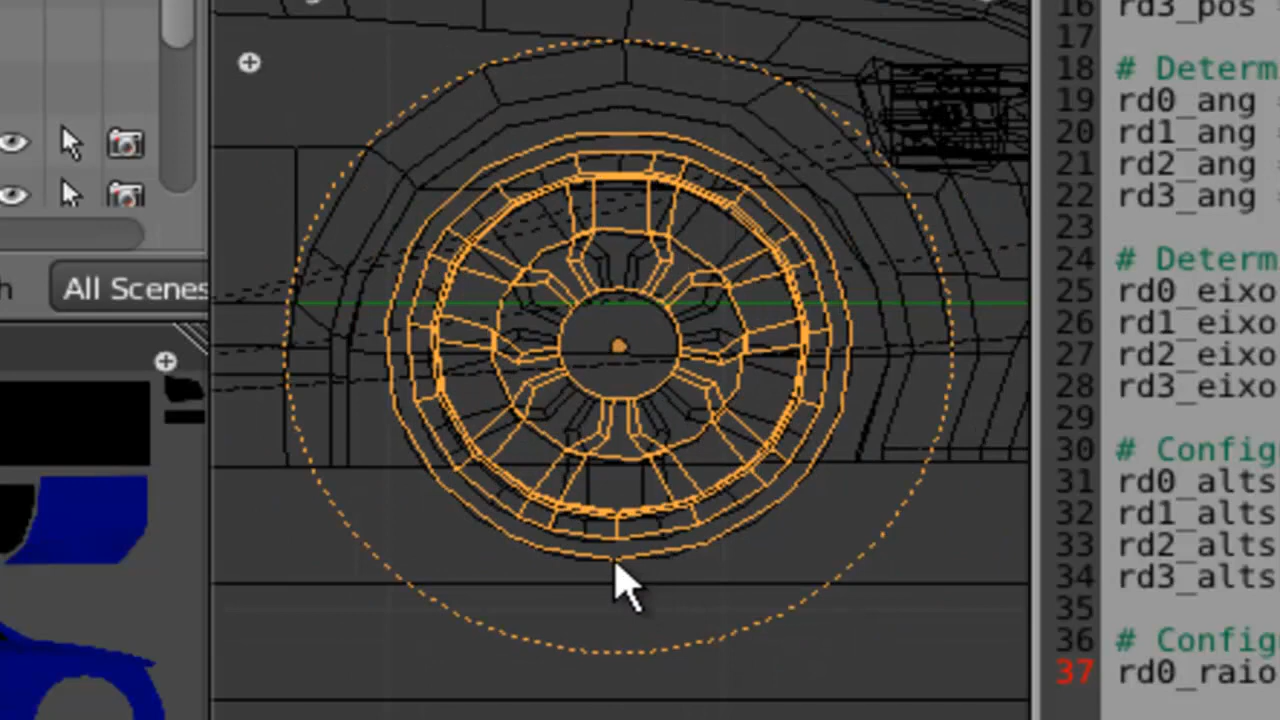 16 rd3_pos =
17
18 # Determ
19 rd0_ang =
20 rd1_ang
21 rd2_ang =
22 rd3_ang =
23
24 # Determ
25 rd0_eixo
26 rd1_eixo
27 rd2_eixo
28 rd3_eixo
29
30 # Config
31 rd0_alts
32 rd1_alts
33 rd2_alts
34 rd3_alts
35
36 # Config
37 rd0_raio
h
All Scenes